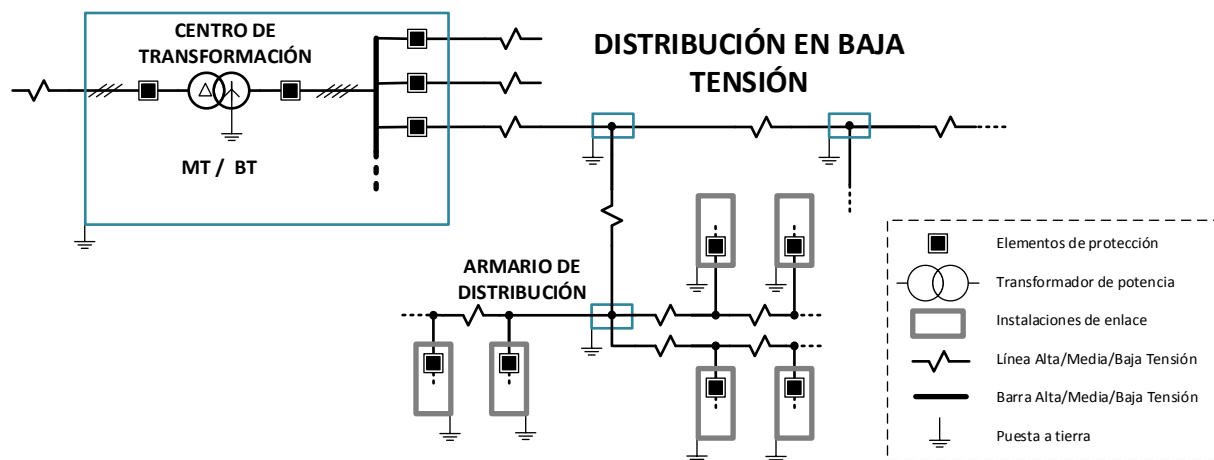 CENTRO DE
TRANSFORMACIÓN
MT / BT
DISTRIBUCIÓN EN BAJA
TENSIÓN
ARMARIO DE
DISTRIBUCIÓN
Elementos de protección
Transformador de potencia
Instalaciones de enlace
Línea Alta/Media/Baja Tensión
Barra Alta/Media/Baja Tensión
Puesta a tierra